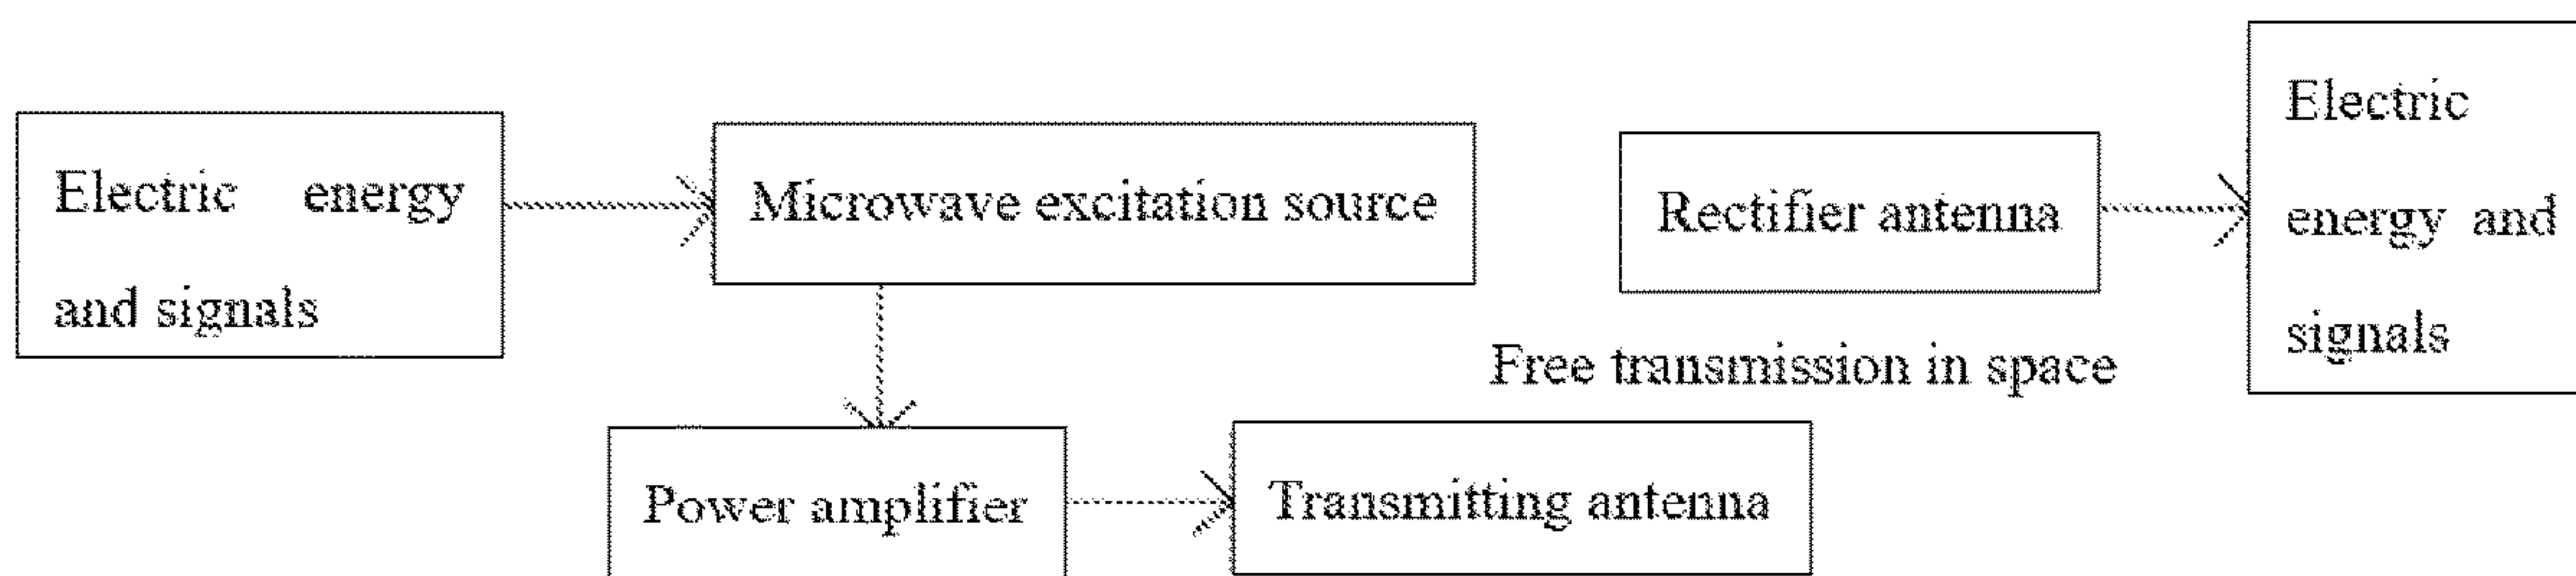 Electric energy
and signals
Microwave excitation source
Rectifier antenna
Electric
energy and
signals
Free transmission in space
Power amplifier
Transmitting antenna